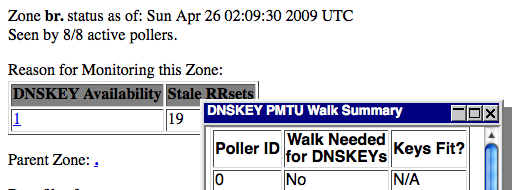 Zone br. status as of: Sun Apr 26 02:09:30 2009 UTC
Seen by 8/8 active pollers.
Reason for Monitoring this Zone:
DNSKEY Availability Stale RRsets
1 19
Parent Zone: .
DNSKEY PMTU Walk Summary
Poller ID Walk Needed for DNSKEYs Keys Fit?
0 No N/A